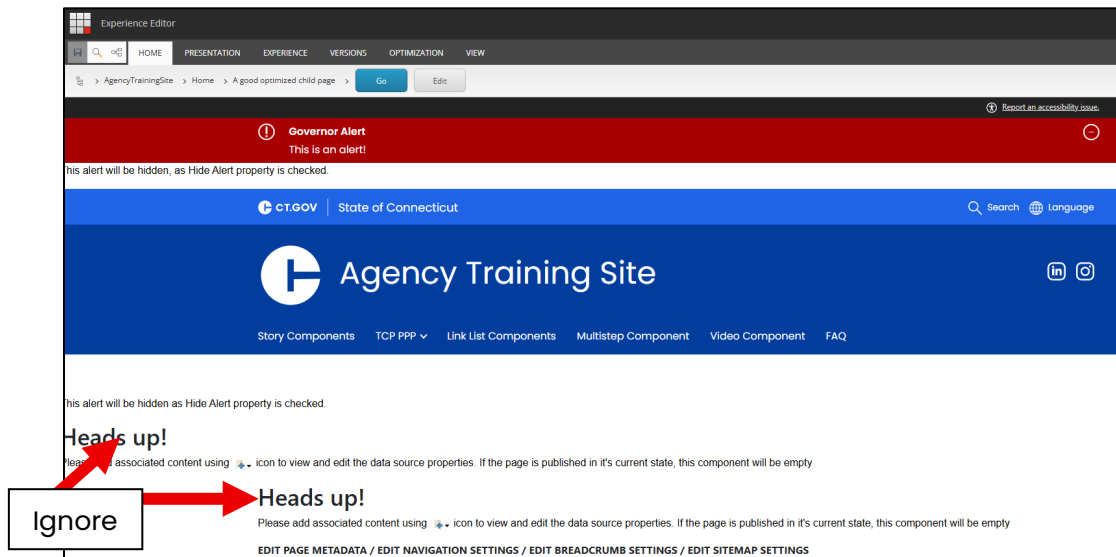 Experience Editor
HOME PRESENTATION EXPERIENCE VERSIONS OPTIMIZATION VIEW
AgencyTrainingSite > Home > A good optimized child page > Go Edit
Report an accessibility issue.
Governor Alert
This is an alert!
This alert will be hidden, as Hide Alert property is checked.
CT.GOV State of Connecticut Search Language
Agency Training Site in
Story Components TCP PPP Link List Components Multistep Component Video Component FAQ
This alert will be hidden as Hide Alert property is checked.
Heads up!
associated content using icon to view and edit the data source properties. If the page is published in it's current state, this component will be empty
Ignore
Heads up!
Please add associated content using icon to view and edit the data source properties. If the page is published in it's current state, this component will be empty
EDIT PAGE METADATA / EDIT NAVIGATION SETTINGS / EDIT BREADCRUMB SETTINGS / EDIT SITEMAP SETTINGS